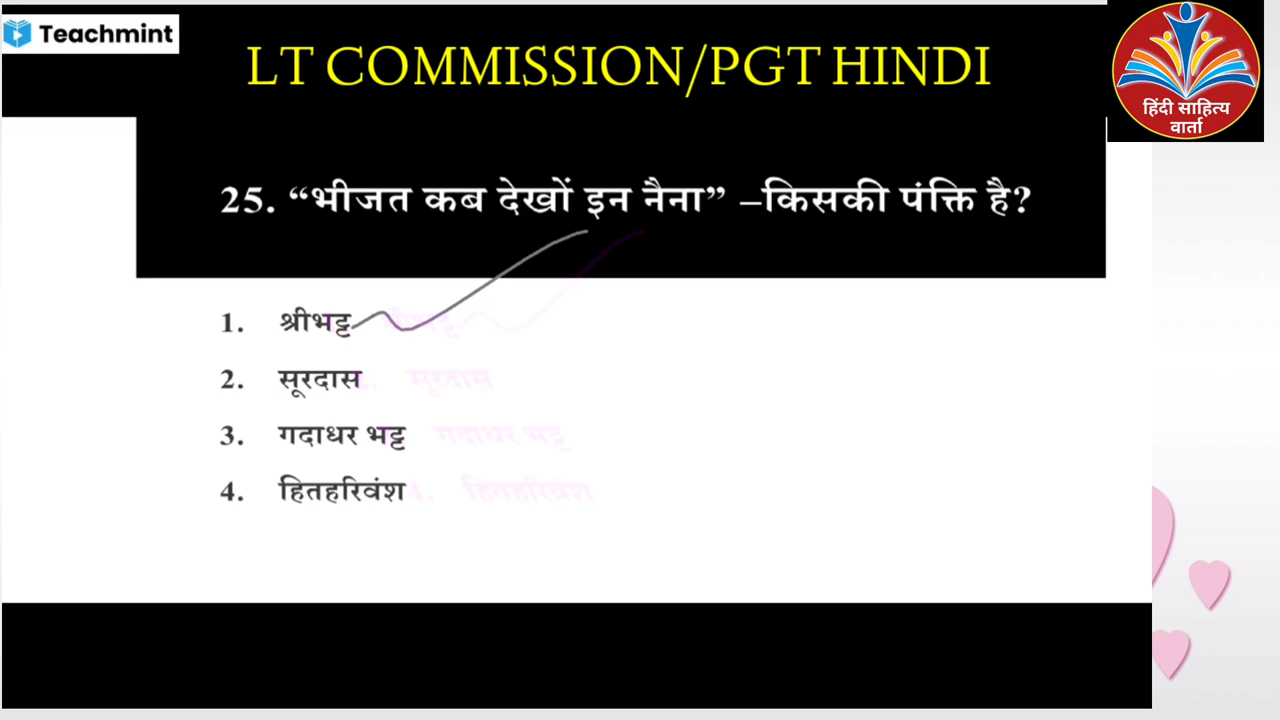 Teachmint
LT COMMISSION/PGT HINDI
हिंदी साहित्य
वार्ता
25. “भीजत कब देखों इन नैना” –किसकी पंक्ति है?
1. श्रीभट्ट
2. सूरदास
3. गदाधर भट्ट
4. हितहरिवंश